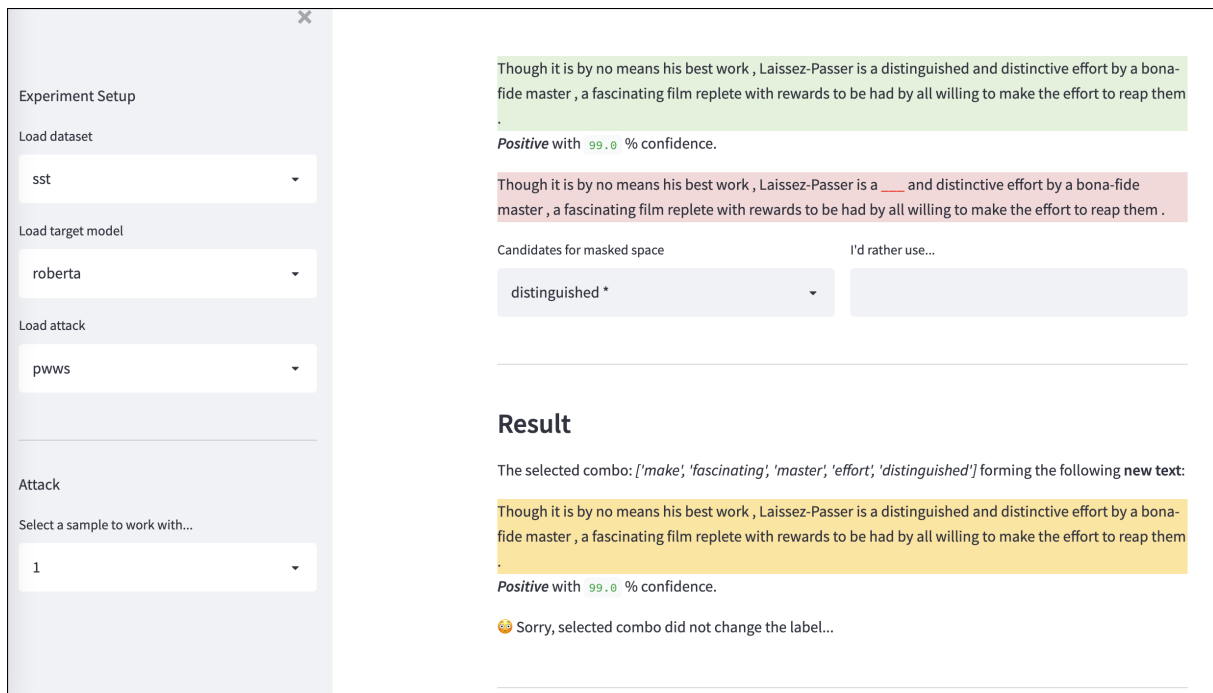 ×
Experiment Setup
Load dataset
sst
Load target model
roberta
Load attack
pwws
Attack
Select a sample to work with...
1
Though it is by no means his best work , Laissez-Passer is a distinguished and distinctive effort by a bona-
fide master , a fascinating film replete with rewards to be had by all willing to make the effort to reap them
.
Positive with 99.0 % confidence.
Though it is by no means his best work , Laissez-Passer is a ___ and distinctive effort by a bona-fide
master , a fascinating film replete with rewards to be had by all willing to make the effort to reap them .
Candidates for masked space
I'd rather use...
distinguished *
Result
The selected combo: ['make', 'fascinating', 'master', 'effort', 'distinguished'] forming the following new text:
Though it is by no means his best work , Laissez-Passer is a distinguished and distinctive effort by a bona-
fide master , a fascinating film replete with rewards to be had by all willing to make the effort to reap them
.
Positive with 99.0 % confidence.
😳 Sorry, selected combo did not change the label...